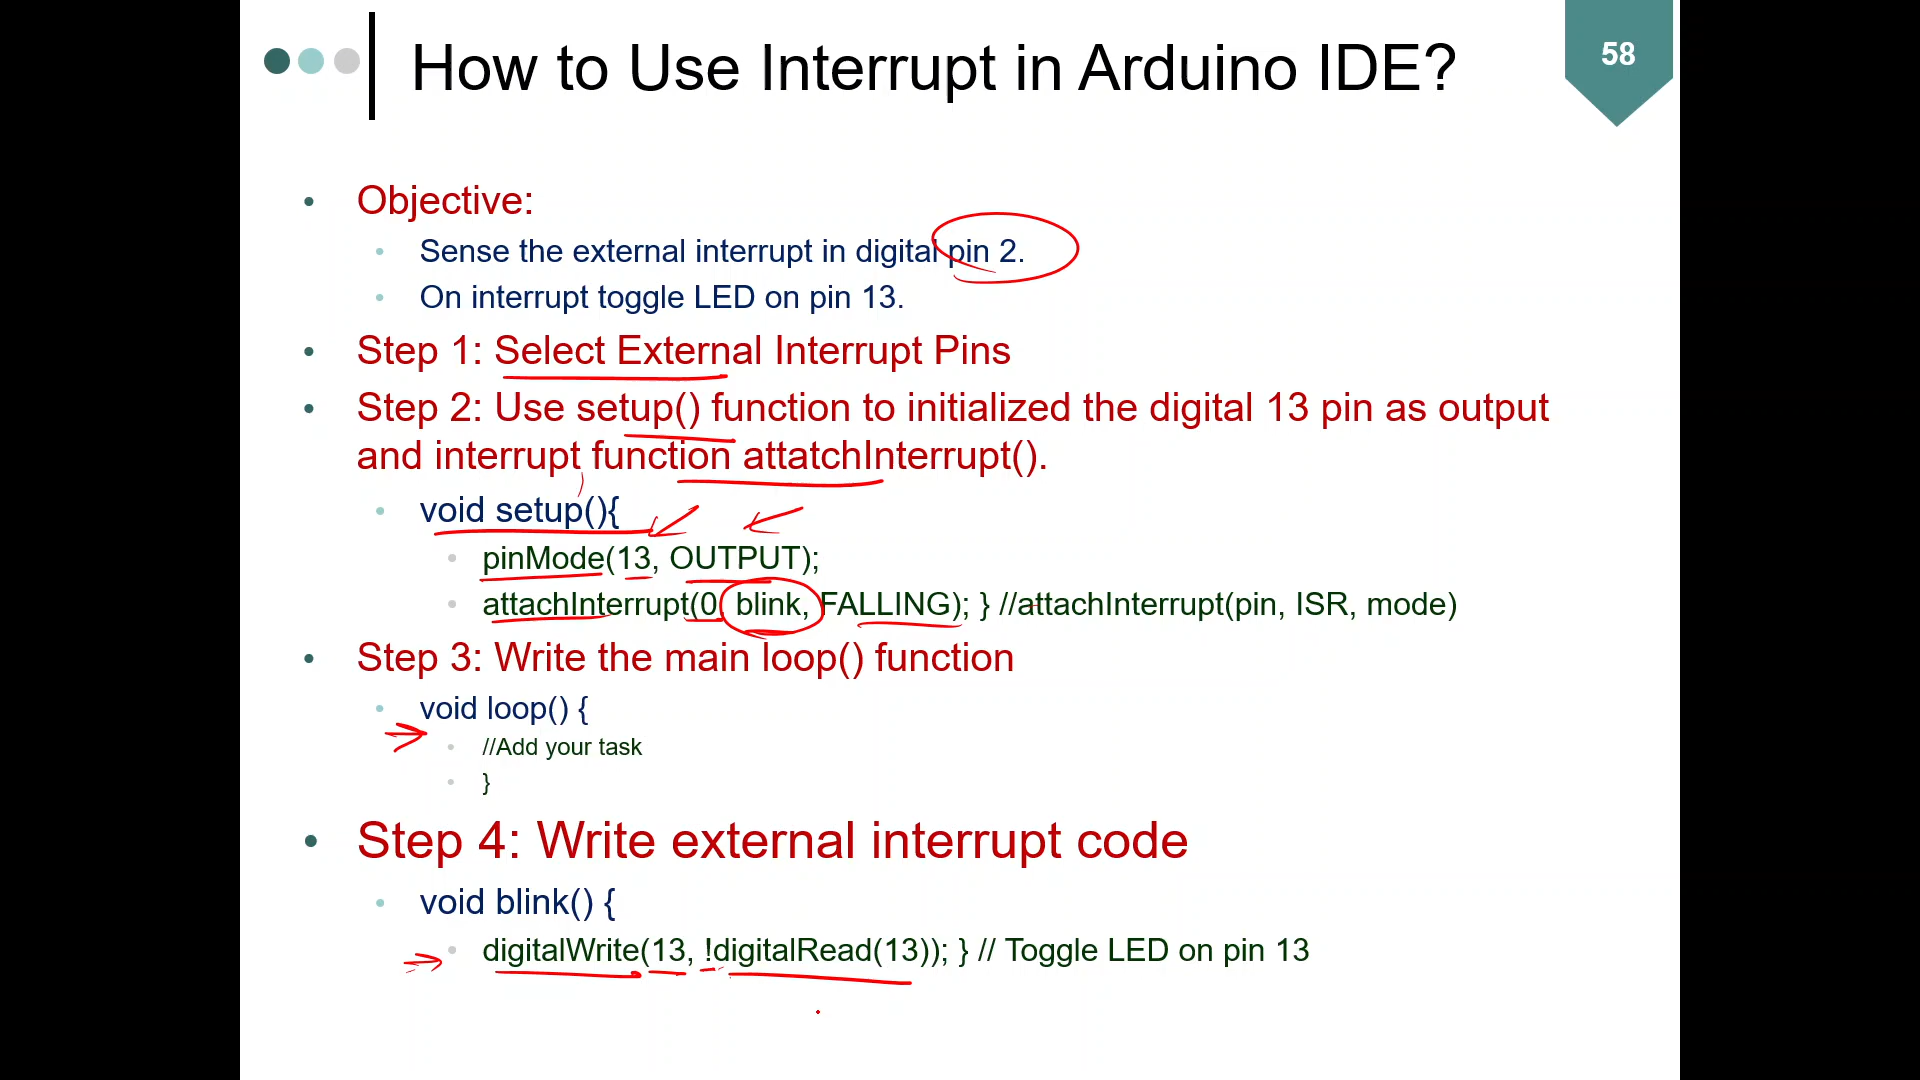 How to Use Interrupt in Arduino IDE?
58
Objective:
Sense the external interrupt in digital pin 2.
On interrupt toggle LED on pin 13.
Step 1: Select External Interrupt Pins
Step 2: Use setup() function to initialized the digital 13 pin as output
and interrupt function attatchInterrupt().
void setup(){
pinMode(13, OUTPUT);
attachInterrupt(0, blink, FALLING); } //attachInterrupt(pin, ISR, mode)
Step 3: Write the main loop() function
void loop() {
//Add your task
}
Step 4: Write external interrupt code
void blink() {
digitalWrite(13, !digitalRead(13)); } // Toggle LED on pin 13